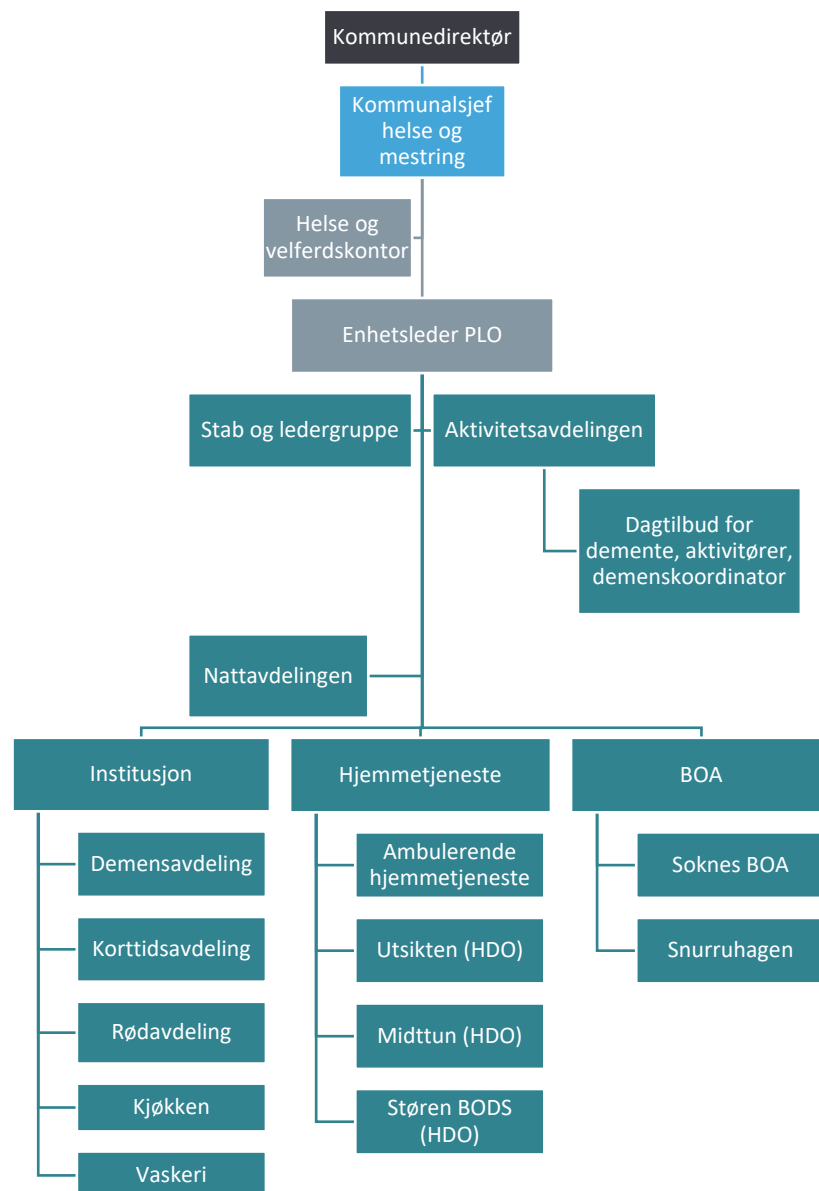 Kommunedirektør
Kommunalsjef
helse og
mestring
Helse og
velferdskontor
Enhetsleder PLO
Stab og ledergruppe
Aktivitetsavdelingen
Dagtilbud for
demente, aktivitører,
demenskoordinator
Nattavdelingen
Institusjon
Demensavdeling
Korttidsavdeling
Rødavdeling
Kjøkken
Vaskeri
Hjemmetjeneste
Ambulerende
hjemmetjeneste
Utsikten (HDO)
Midttun (HDO)
Støren BODS
(HDO)
BOA
Soknes BOA
Snurruhagen